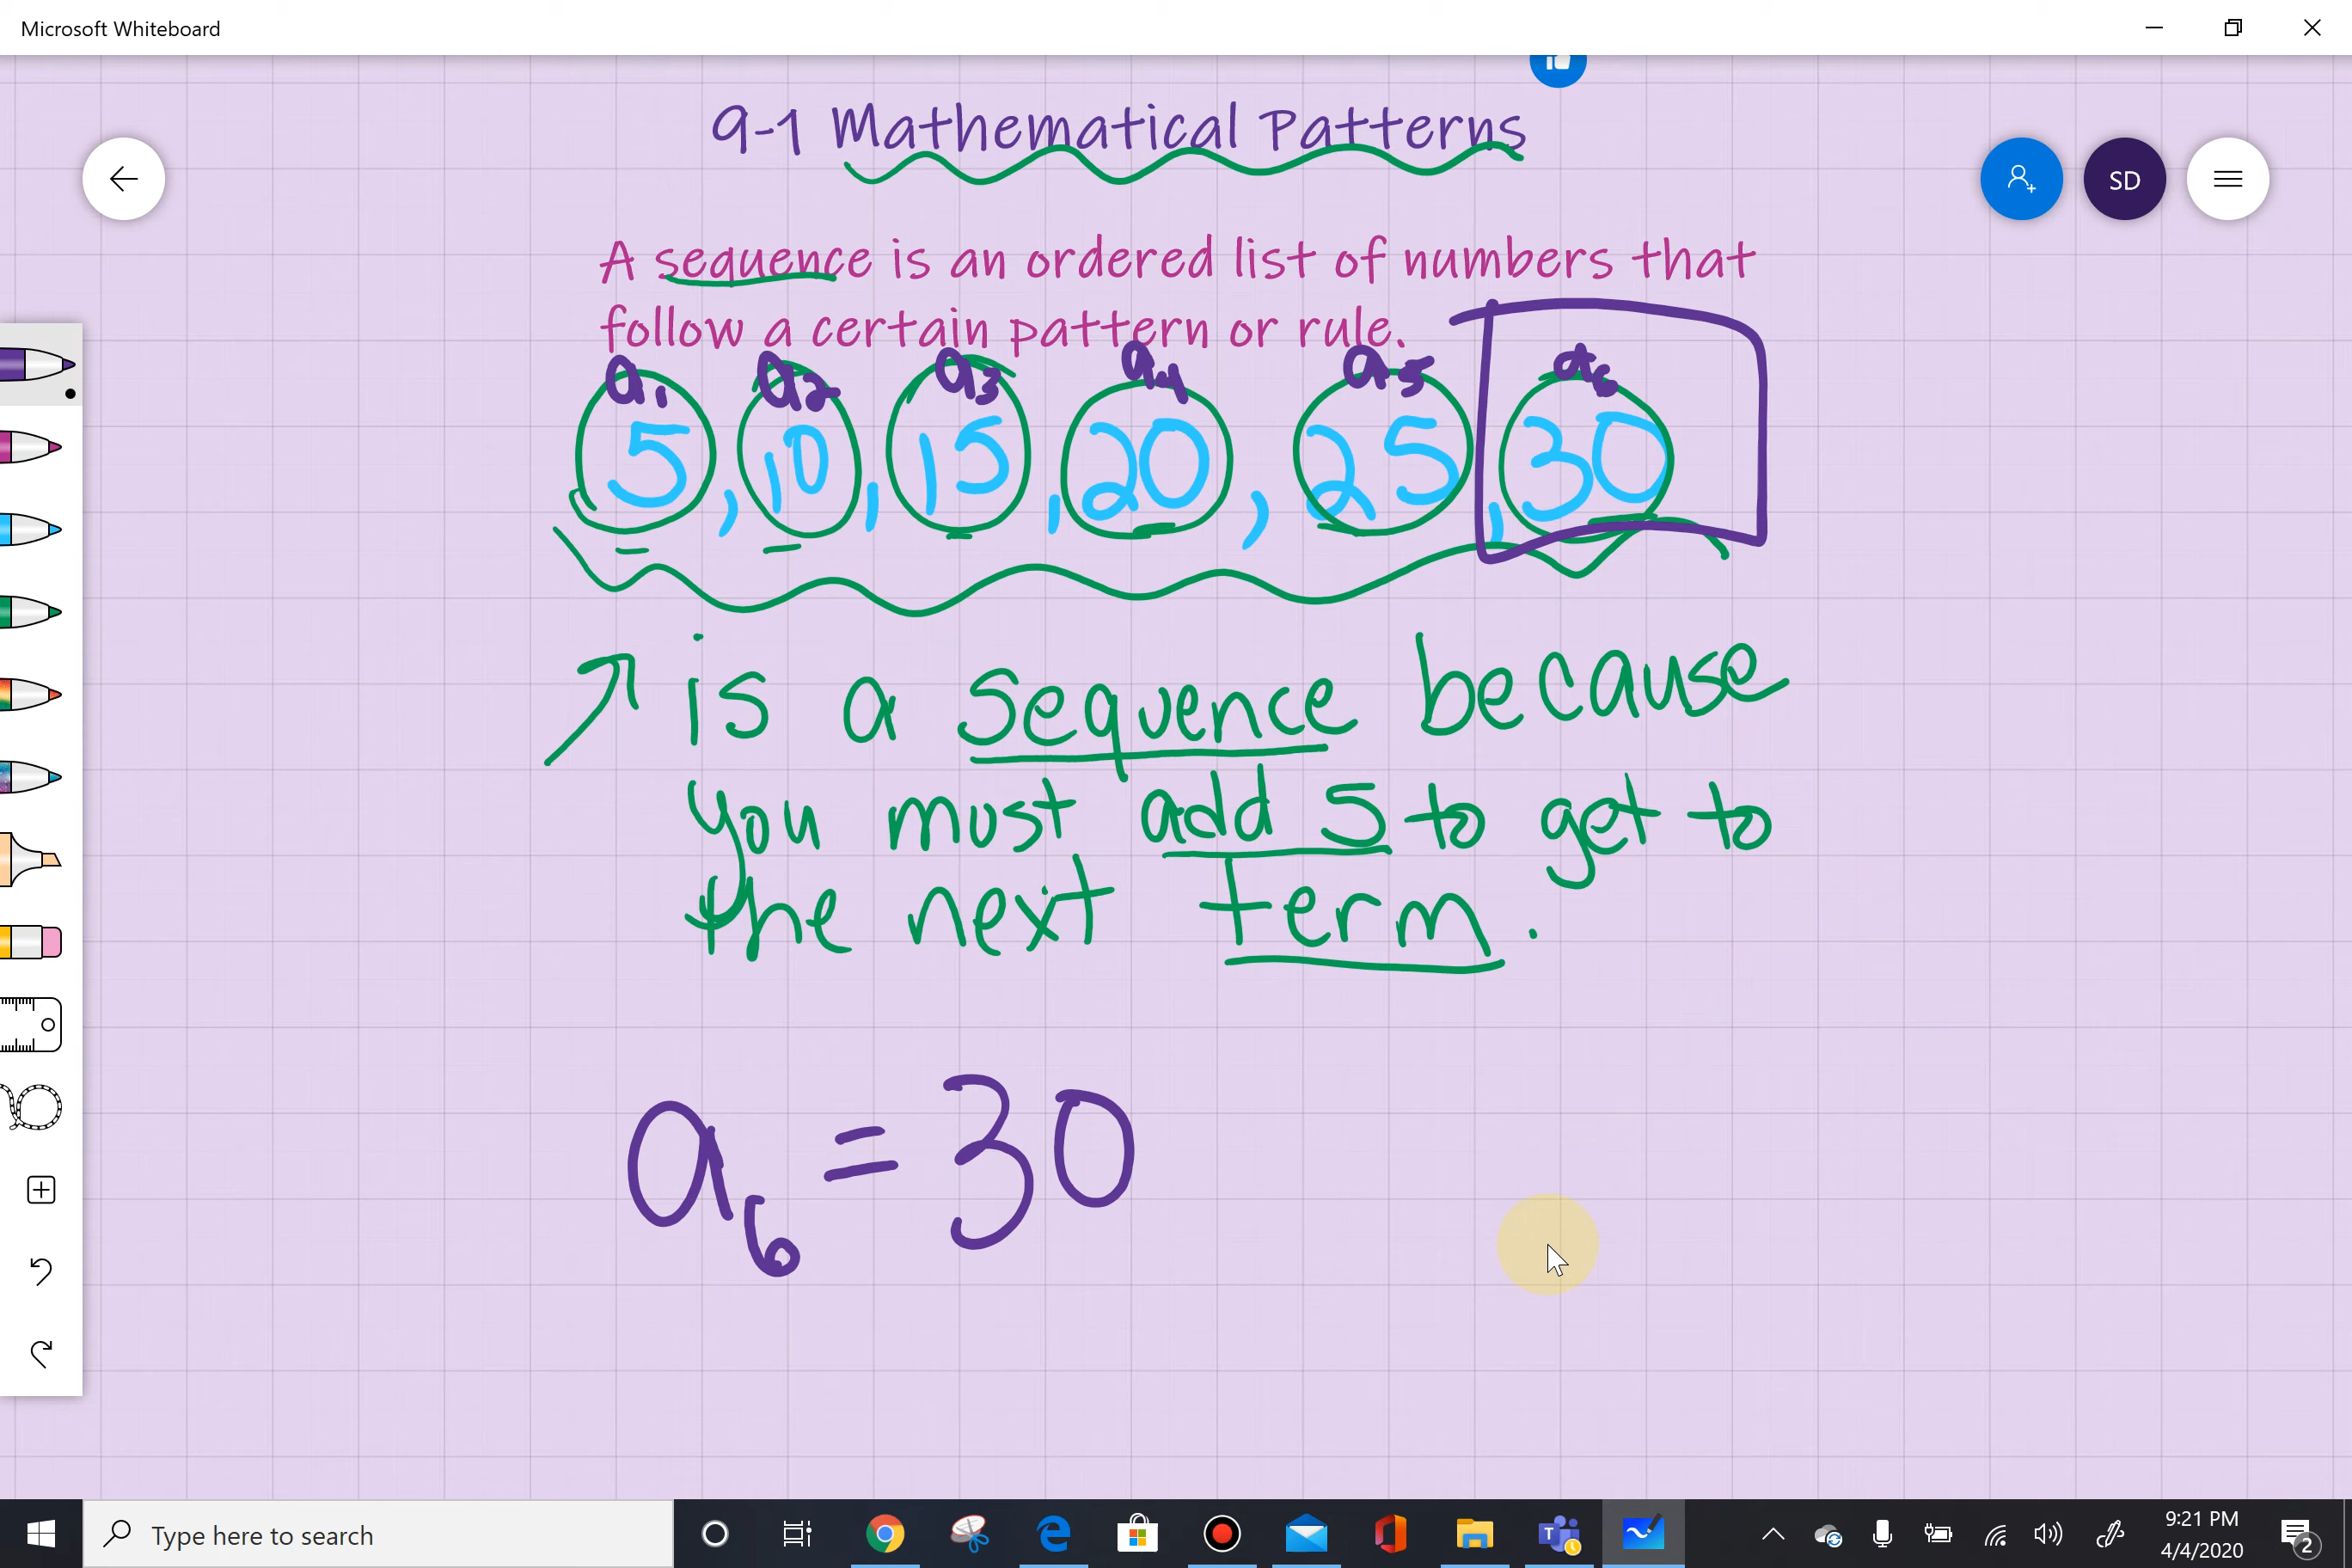 Microsoft Whiteboard
9-1 Mathematical Patterns
SD
A sequence is an ordered list of numbers that
follow a certain pattern or rule.
a1 a2 a3 a4 a5 a6
5, 10, 15, 20, 25, 30
is a sequence because
you must add 5 to get to
the next term.
a6 = 30
Type here to search
9:21 PM
4/4/2020
2